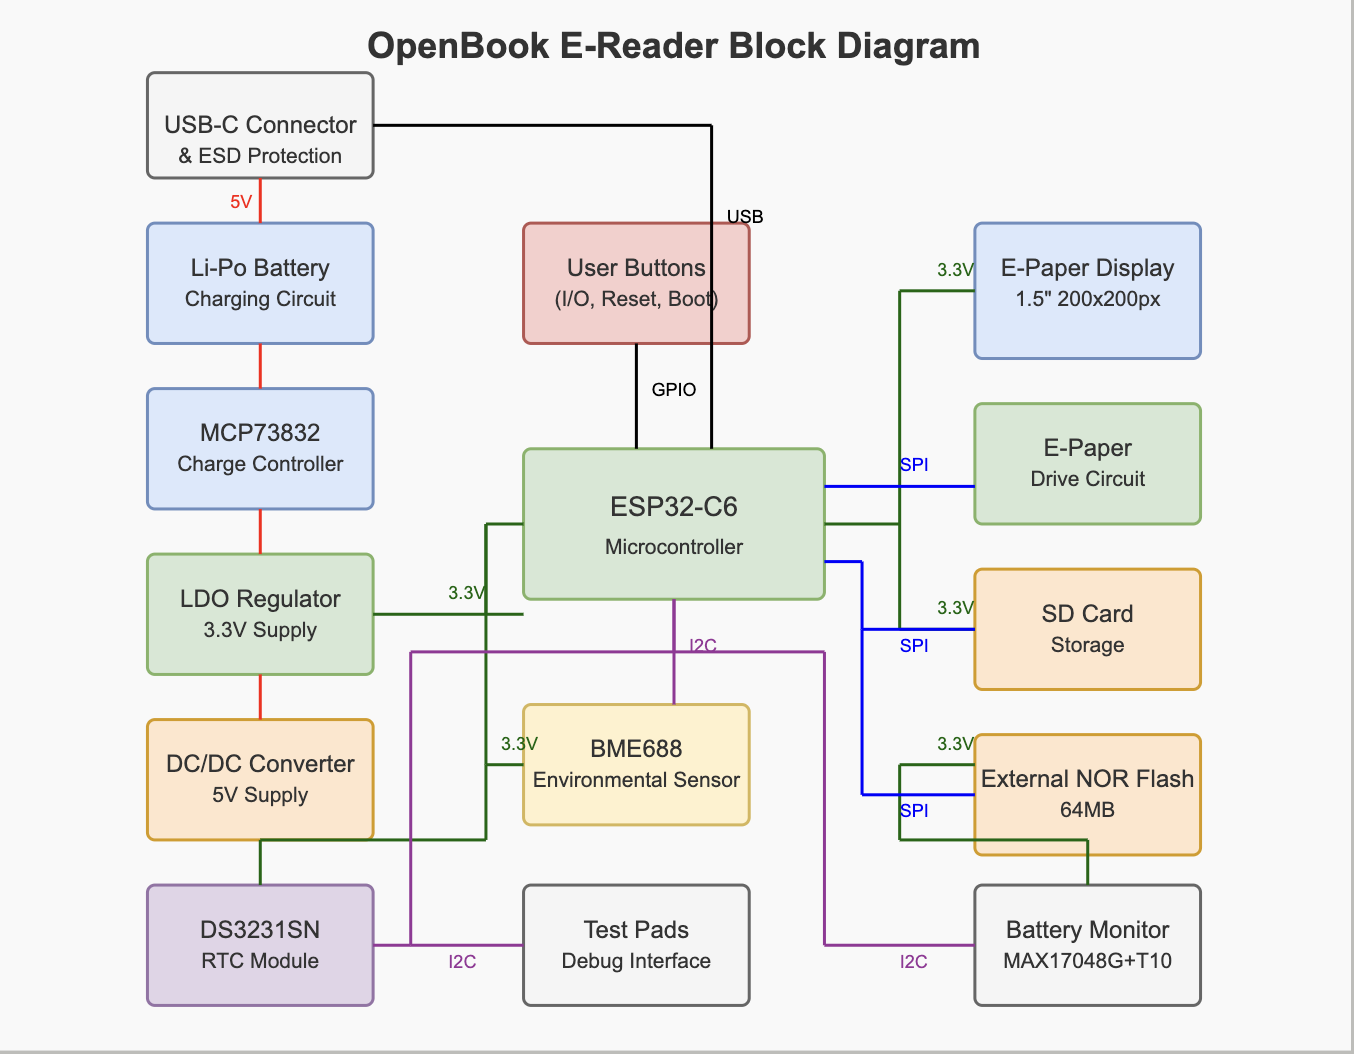 OpenBook E-Reader Block Diagram
USB-C Connector
& ESD Protection
5V
USB
Li-Po Battery
Charging Circuit
User Buttons
(I/O, Reset, Boot)
3.3V
E-Paper Display
1.5" 200x200px
GPIO
MCP73832
Charge Controller
ESP32-C6
Microcontroller
SPI
E-Paper
Drive Circuit
LDO Regulator
3.3V Supply
3.3V
I2C
3.3V
SPI
SD Card
Storage
DC/DC Converter
5V Supply
3.3V
BME688
Environmental Sensor
3.3V
SPI
External NOR Flash
64MB
DS3231SN
RTC Module
I2C
Test Pads
Debug Interface
I2C
Battery Monitor
MAX17048G+T10